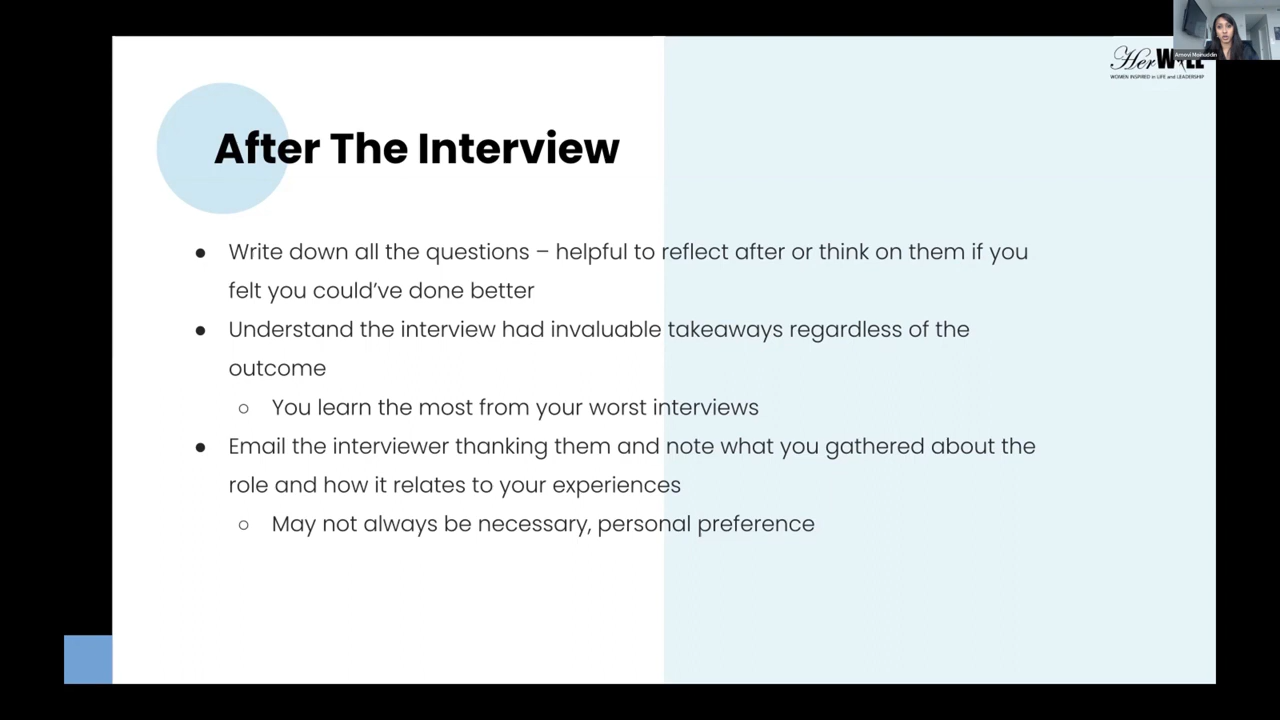 After The Interview
● Write down all the questions – helpful to reflect after or think on them if you
felt you could've done better
● Understand the interview had invaluable takeaways regardless of the
outcome
○ You learn the most from your worst interviews
● Email the interviewer thanking them and note what you gathered about the
role and how it relates to your experiences
○ May not always be necessary, personal preference
Her
WOMEN INSPIRED in LIFE and LEADERSHIP